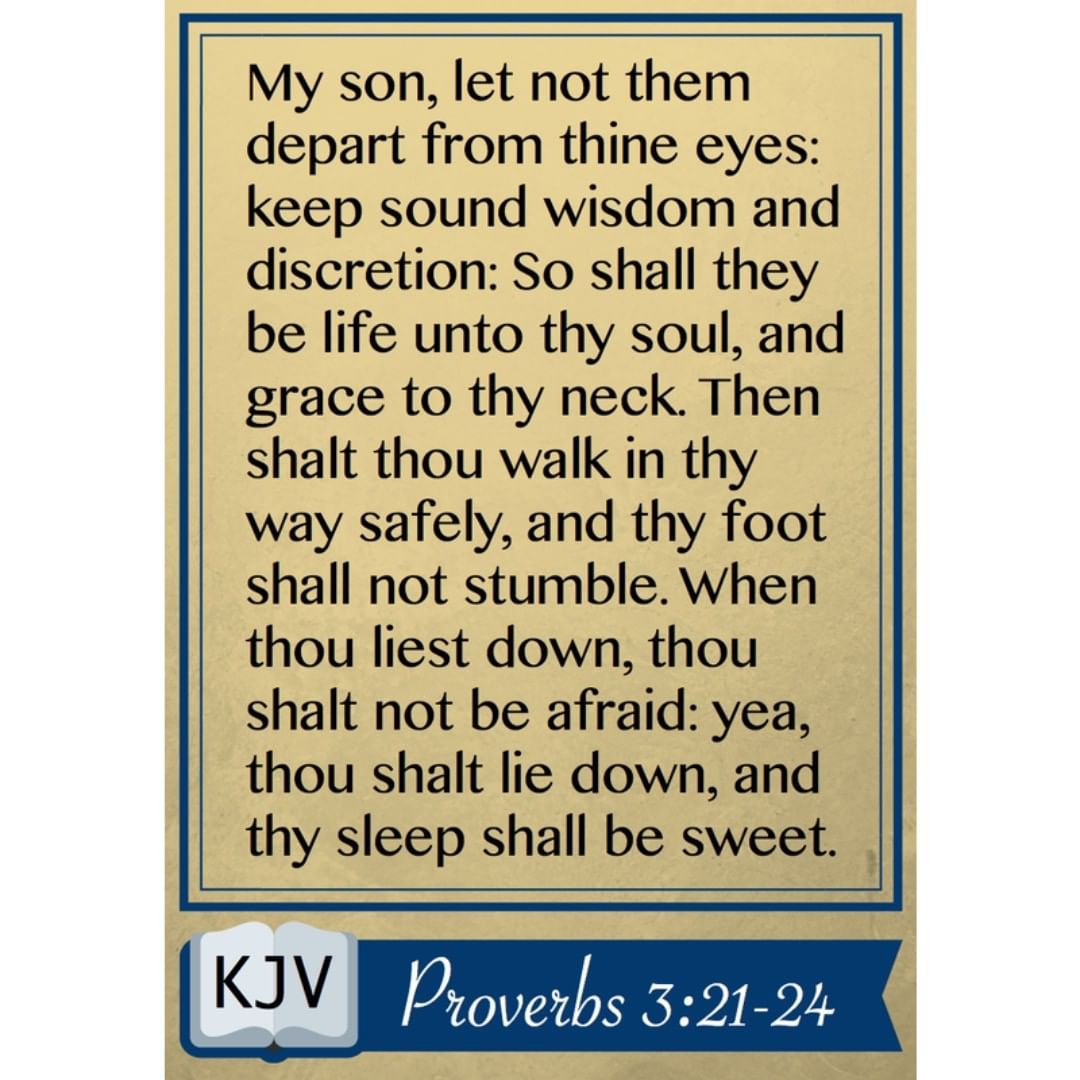 My son, let not them
depart from thine eyes:
keep sound wisdom and
discretion: So shall they
be life unto thy soul, and
grace to thy neck. Then
shalt thou walk in thy
way safely, and thy foot
shall not stumble. When
thou liest down, thou
shalt not be afraid: yea,
thou shalt lie down, and
thy sleep shall be sweet.
KJV
Proverbs 3:21-24